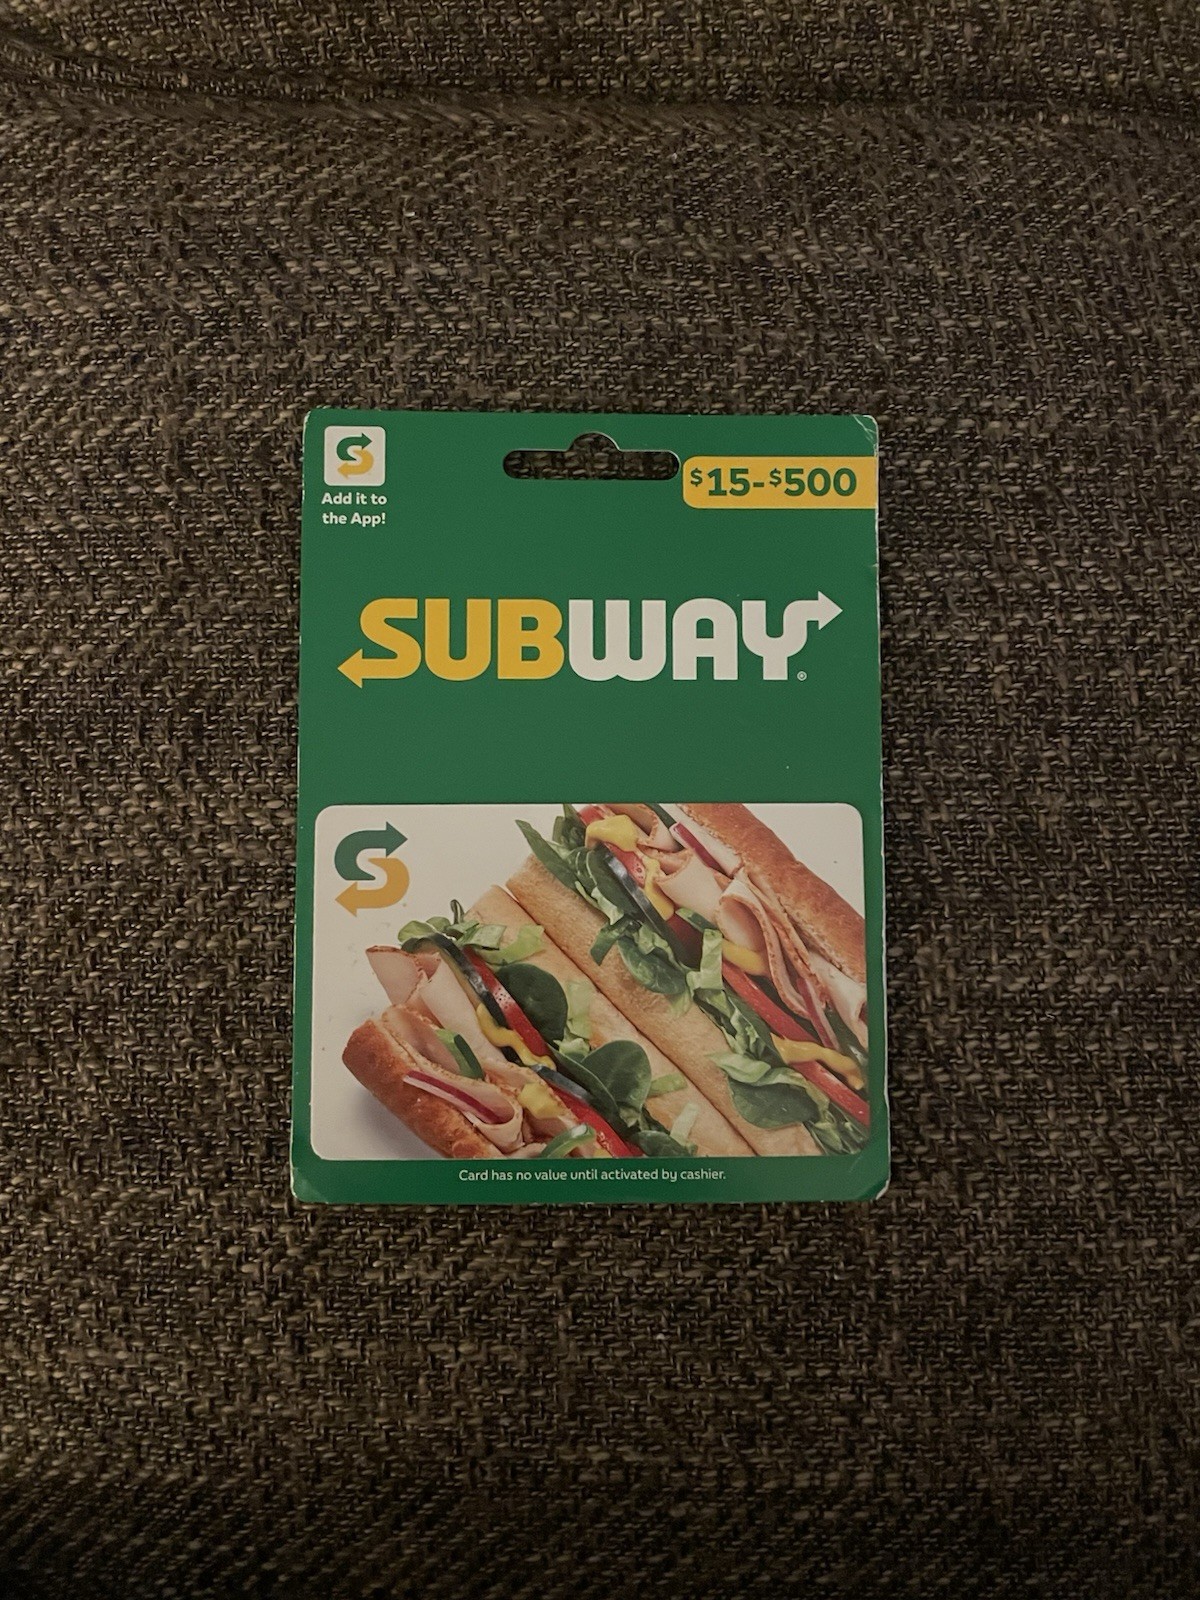 Add it to
the App!
$15-$500
SUBWAY®
Card has no value until activated by cashier.